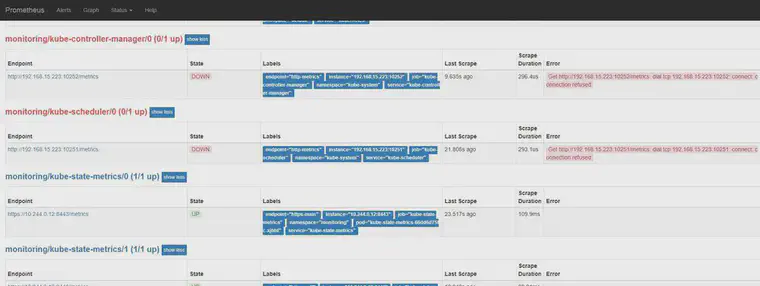 Prometheus Alerts Graph Status Help
monitoring/kube-controller-manager/0 (0/1 up) show less
Endpoint State Labels Last Scrape Scrape Duration Error
http://192.168.15.223:10252/metrics DOWN endpoint="http-metrics" instance="192.168.15.223:10252" job="kube-controller-manager" namespace="kube-system" service="kube-controller-manager" 9.835s ago 296.4us Get http://192.168.15.223:10252/metrics: dial tcp 192.168.15.223:10252: connect: connection refused
monitoring/kube-scheduler/0 (0/1 up) show less
Endpoint State Labels Last Scrape Scrape Duration Error
http://192.168.15.223:10251/metrics DOWN endpoint="http-metrics" instance="192.168.15.223:10251" job="kube-scheduler" namespace="kube-system" service="kube-scheduler" 21.806s ago 293.1us Get http://192.168.15.223:10251/metrics: dial tcp 192.168.15.223:10251: connect: connection refused
monitoring/kube-state-metrics/0 (1/1 up) show less
Endpoint State Labels Last Scrape Scrape Duration Error
https://10.244.0.12:8443/metrics UP endpoint="https-main" instance="10.244.0.12:8443" job="kube-state-metrics" namespace="monitoring" service="kube-state-metrics" 23.517s ago 109.9ms
monitoring/kube-state-metrics/1 (1/1 up) show less
Endpoint State Labels Last Scrape Scrape Duration Error